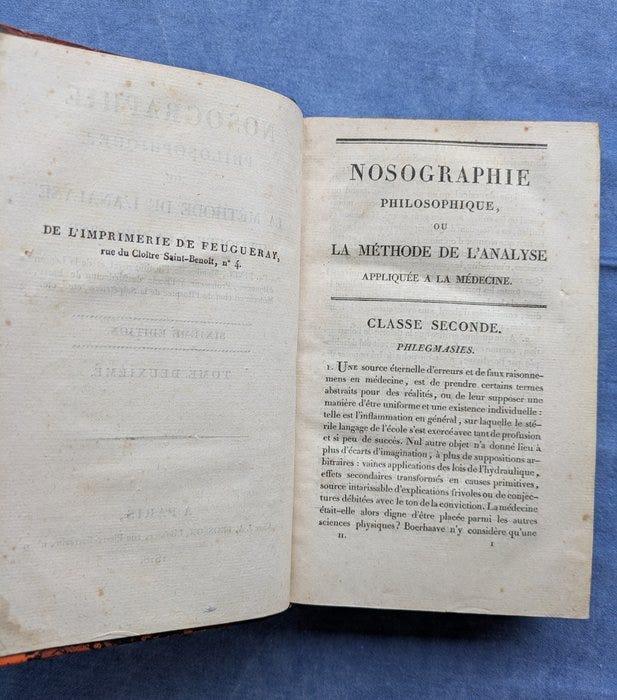 DE L'IMPRIMERIE DE FEUGUERAY,
rue du Cloître Saint-Benoît, n° 4.
NOSOGRAPHIE
PHILOSOPHIQUE,
OU
LA MÉTHODE DE L'ANALYSE
APPLIQUÉE A LA MÉDECINE.
CLASSE SECONDE.
PHLEGMASIES.
1. UNE source éternelle d'erreurs et de faux raisonne-
mens en médecine, est de prendre certains termes
abstraits pour des réalités, ou de leur supposer une
manière d'être uniforme et une existence individuelle :
telle est l'inflammation en général, sur laquelle le sté-
rile langage de l'école s'est exercé avec tant de profusion
et si peu de succès. Nul autre objet n'a donné lieu à
plus d'écarts d'imagination, à plus de suppositions ar-
bitraires : vaines applications des lois de l'hydraulique,
effets secondaires transformés en causes primitives,
source intarissable d'explications frivoles ou de conjec-
tures débitées avec le ton de la conviction. La médecine
était-elle alors digne d'être placée parmi les autres
sciences physiques ? Boerhaave n'y considère qu'une
II. 1